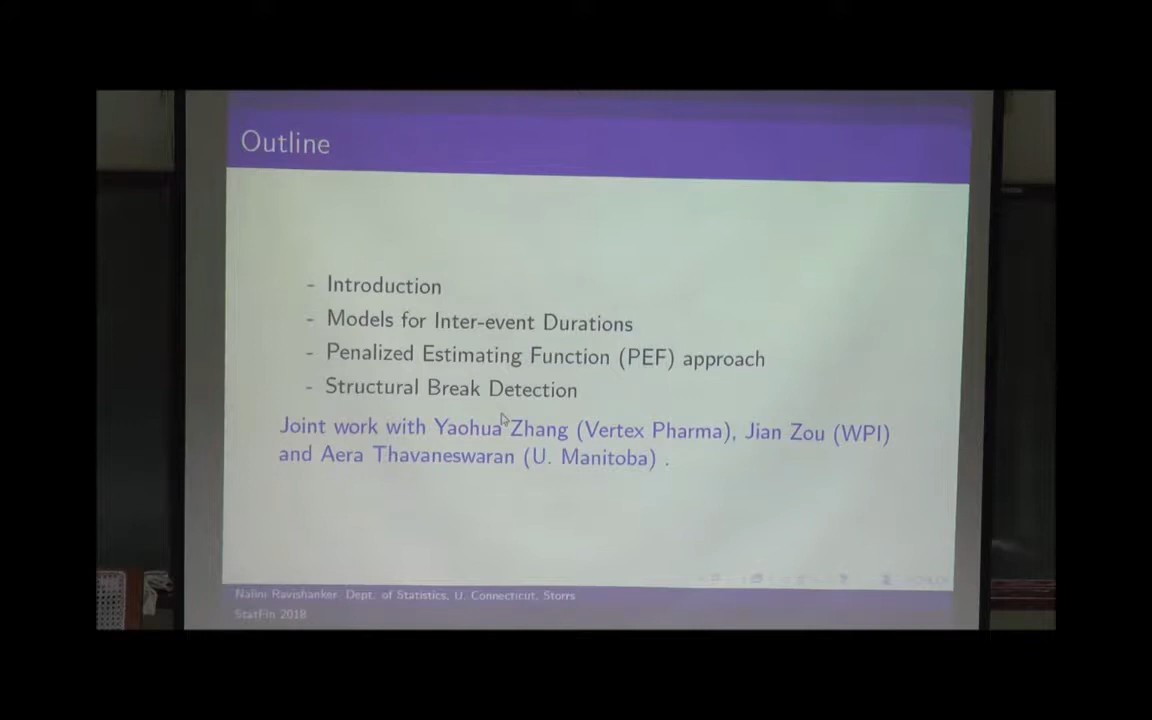 Outline
- Introduction
- Models for Inter-event Durations
- Penalized Estimating Function (PEF) approach
- Structural Break Detection
Joint work with Yaohua Zhang (Vertex Pharma), Jian Zou (WPI)
and Aera Thavaneswaran (U. Manitoba) .
Nalini Ravishanker Dept. of Statistics, U. Connecticut, Storrs
StatFin 2018